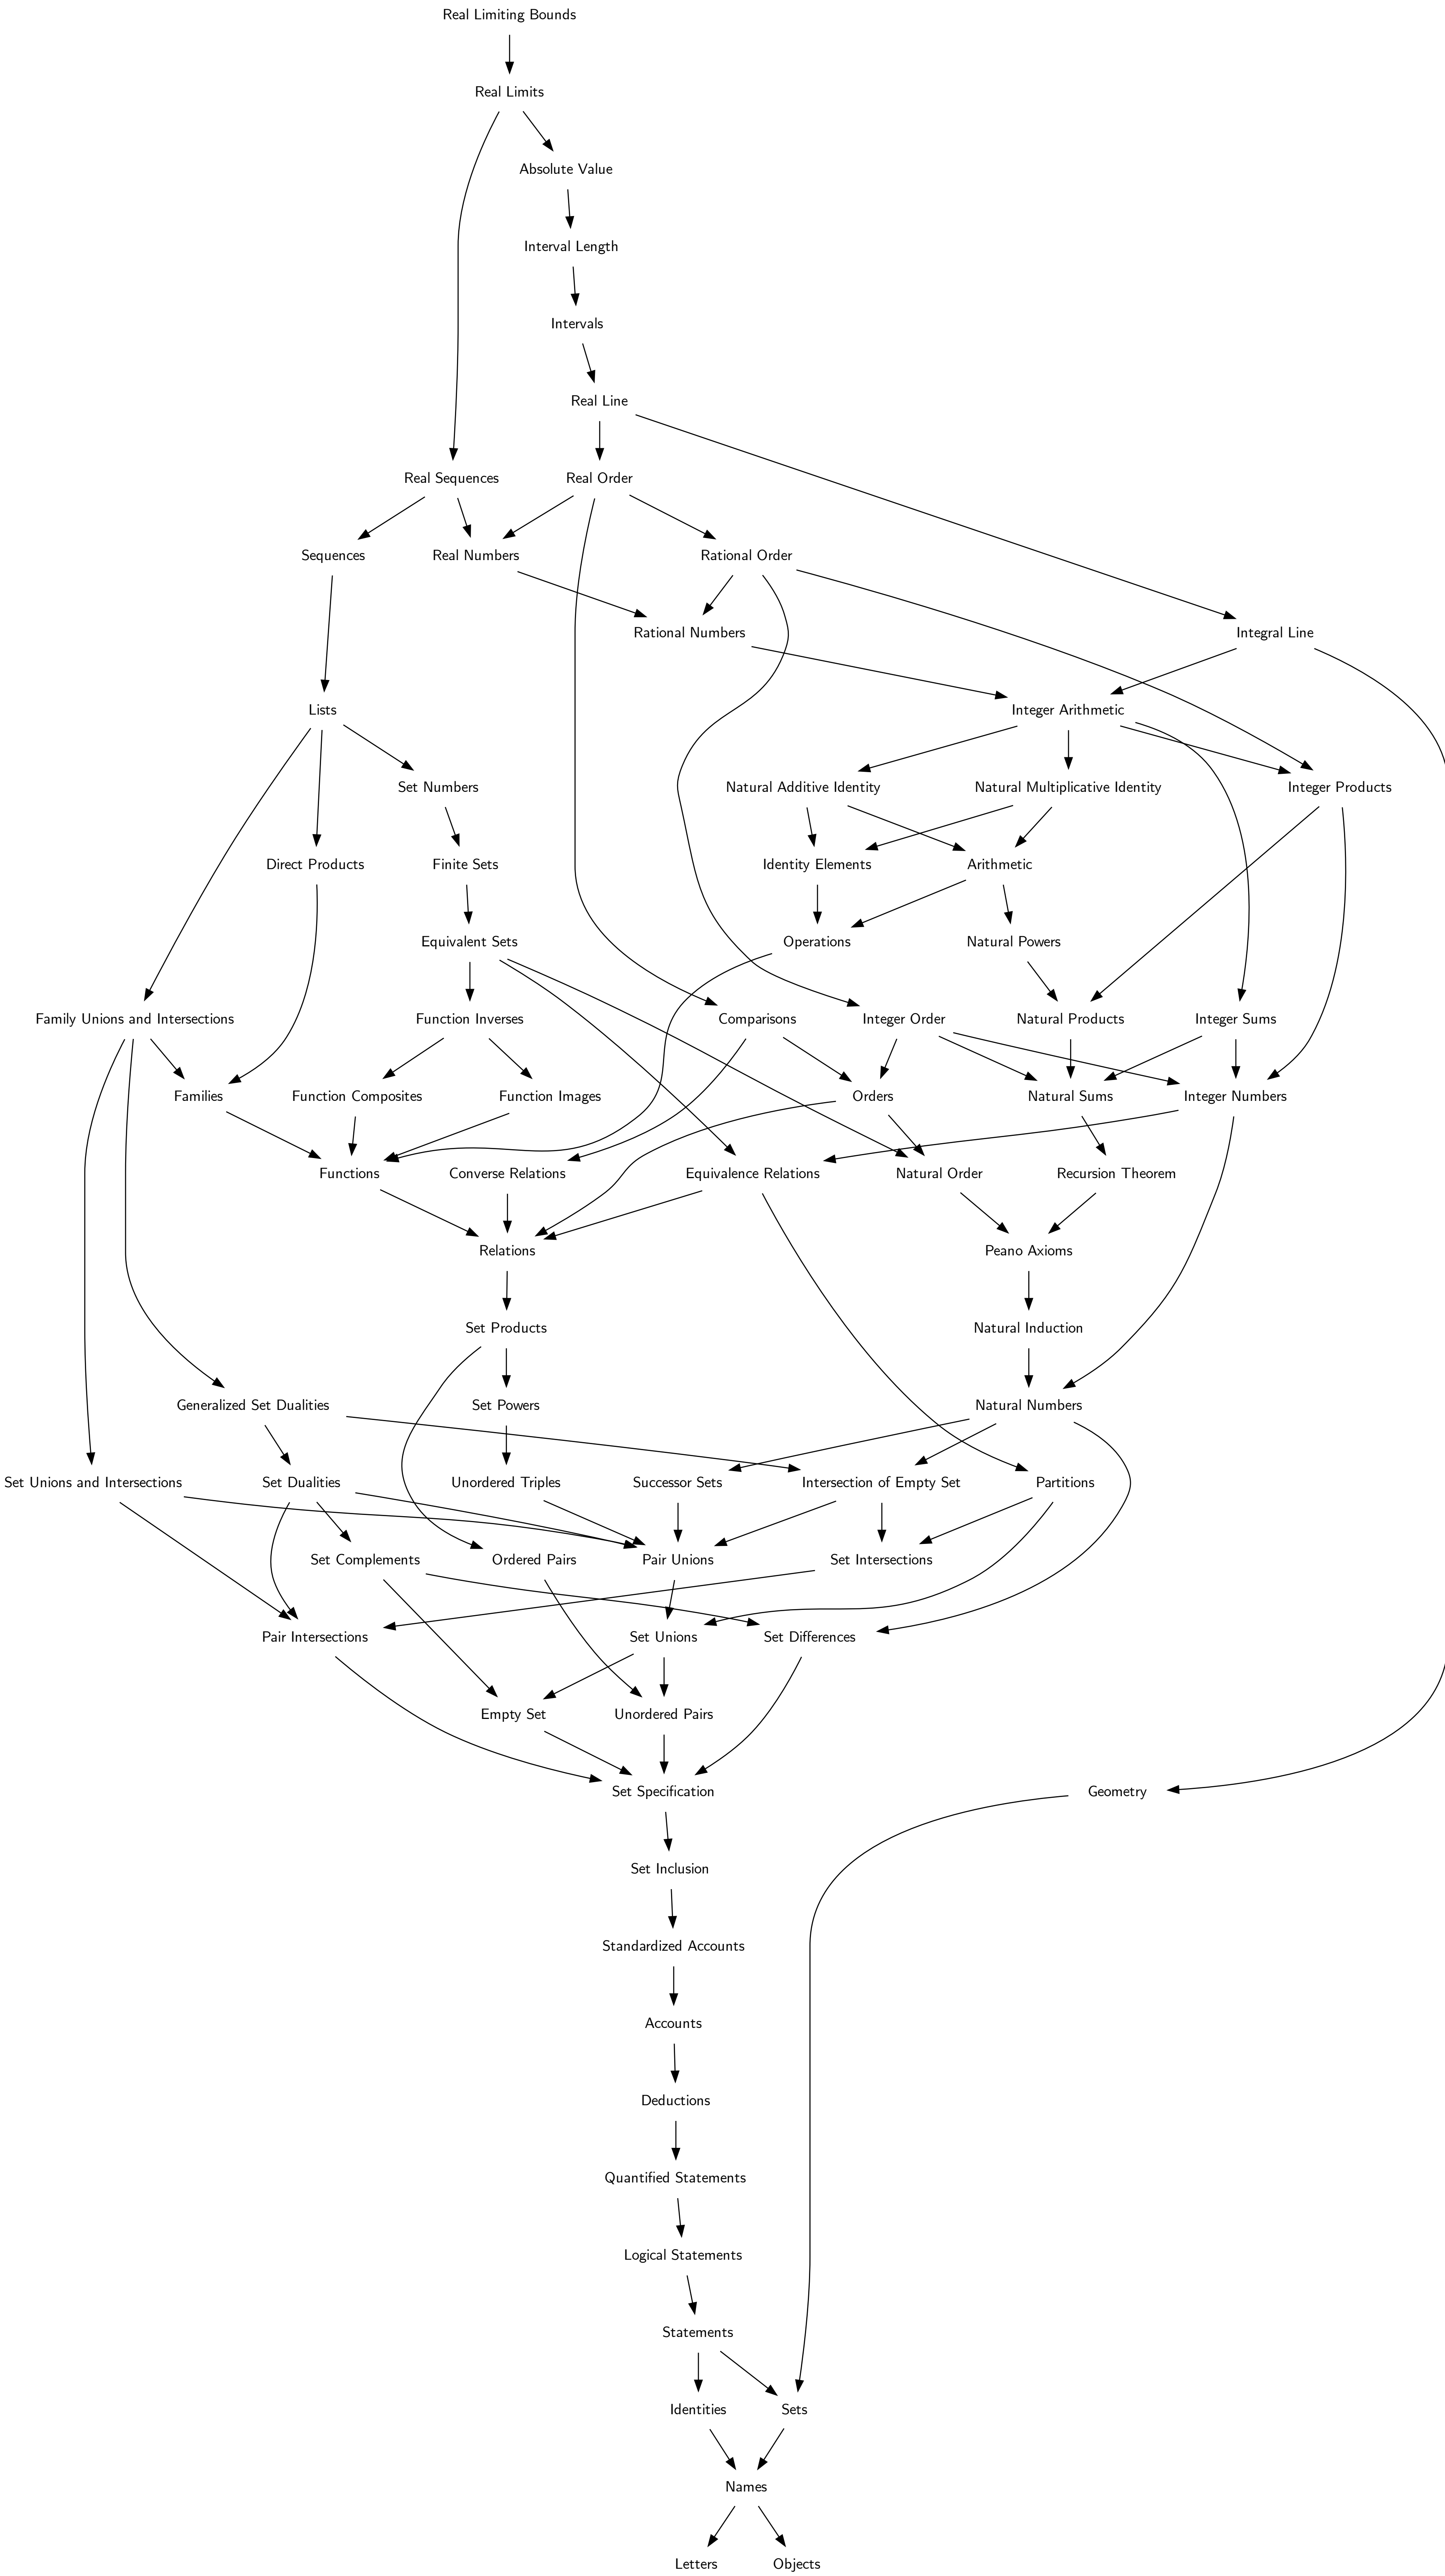 Real Limiting Bounds
Real Limits
Absolute Value
Interval Length
Intervals
Real Line
Real Sequences
Real Order
Sequences
Real Numbers
Rational Order
Rational Numbers
Integral Line
Lists
Integer Arithmetic
Set Numbers
Natural Additive Identity
Natural Multiplicative Identity
Integer Products
Direct Products
Finite Sets
Identity Elements
Arithmetic
Equivalent Sets
Operations
Natural Powers
Family Unions and Intersections
Function Inverses
Comparisons
Integer Order
Natural Products
Integer Sums
Families
Function Composites
Function Images
Orders
Natural Sums
Integer Numbers
Functions
Converse Relations
Equivalence Relations
Natural Order
Recursion Theorem
Relations
Peano Axioms
Set Products
Natural Induction
Generalized Set Dualities
Set Powers
Natural Numbers
Set Unions and Intersections
Set Dualities
Unordered Triples
Successor Sets
Intersection of Empty Set
Partitions
Set Complements
Ordered Pairs
Pair Unions
Set Intersections
Pair Intersections
Set Unions
Set Differences
Empty Set
Unordered Pairs
Set Specification
Geometry
Set Inclusion
Standardized Accounts
Accounts
Deductions
Quantified Statements
Logical Statements
Statements
Identities
Sets
Names
Letters
Objects